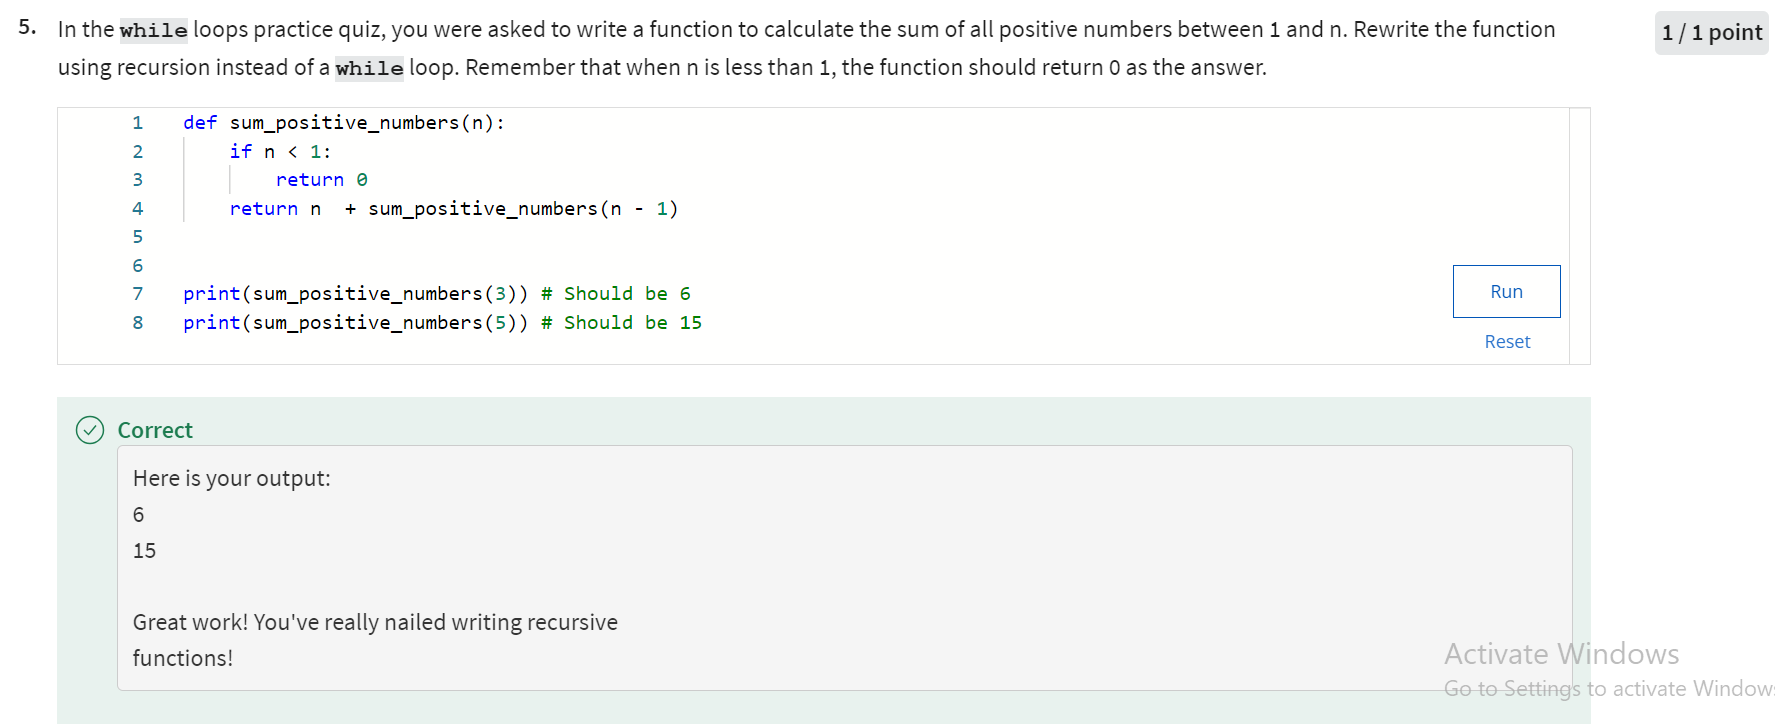 5. In the while loops practice quiz, you were asked to write a function to calculate the sum of all positive numbers between 1 and n. Rewrite the function
1 / 1 point
using recursion instead of a while loop. Remember that when n is less than 1, the function should return 0 as the answer.
1 def sum_positive_numbers(n):
2     if n < 1:
3         return 0
4     return n  + sum_positive_numbers(n - 1)
5
6
7 print(sum_positive_numbers(3)) # Should be 6
8 print(sum_positive_numbers(5)) # Should be 15
Run
Reset
Correct
Here is your output:
6
15
Great work! You've really nailed writing recursive
functions!
Activate Windows
Go to Settings to activate Windows